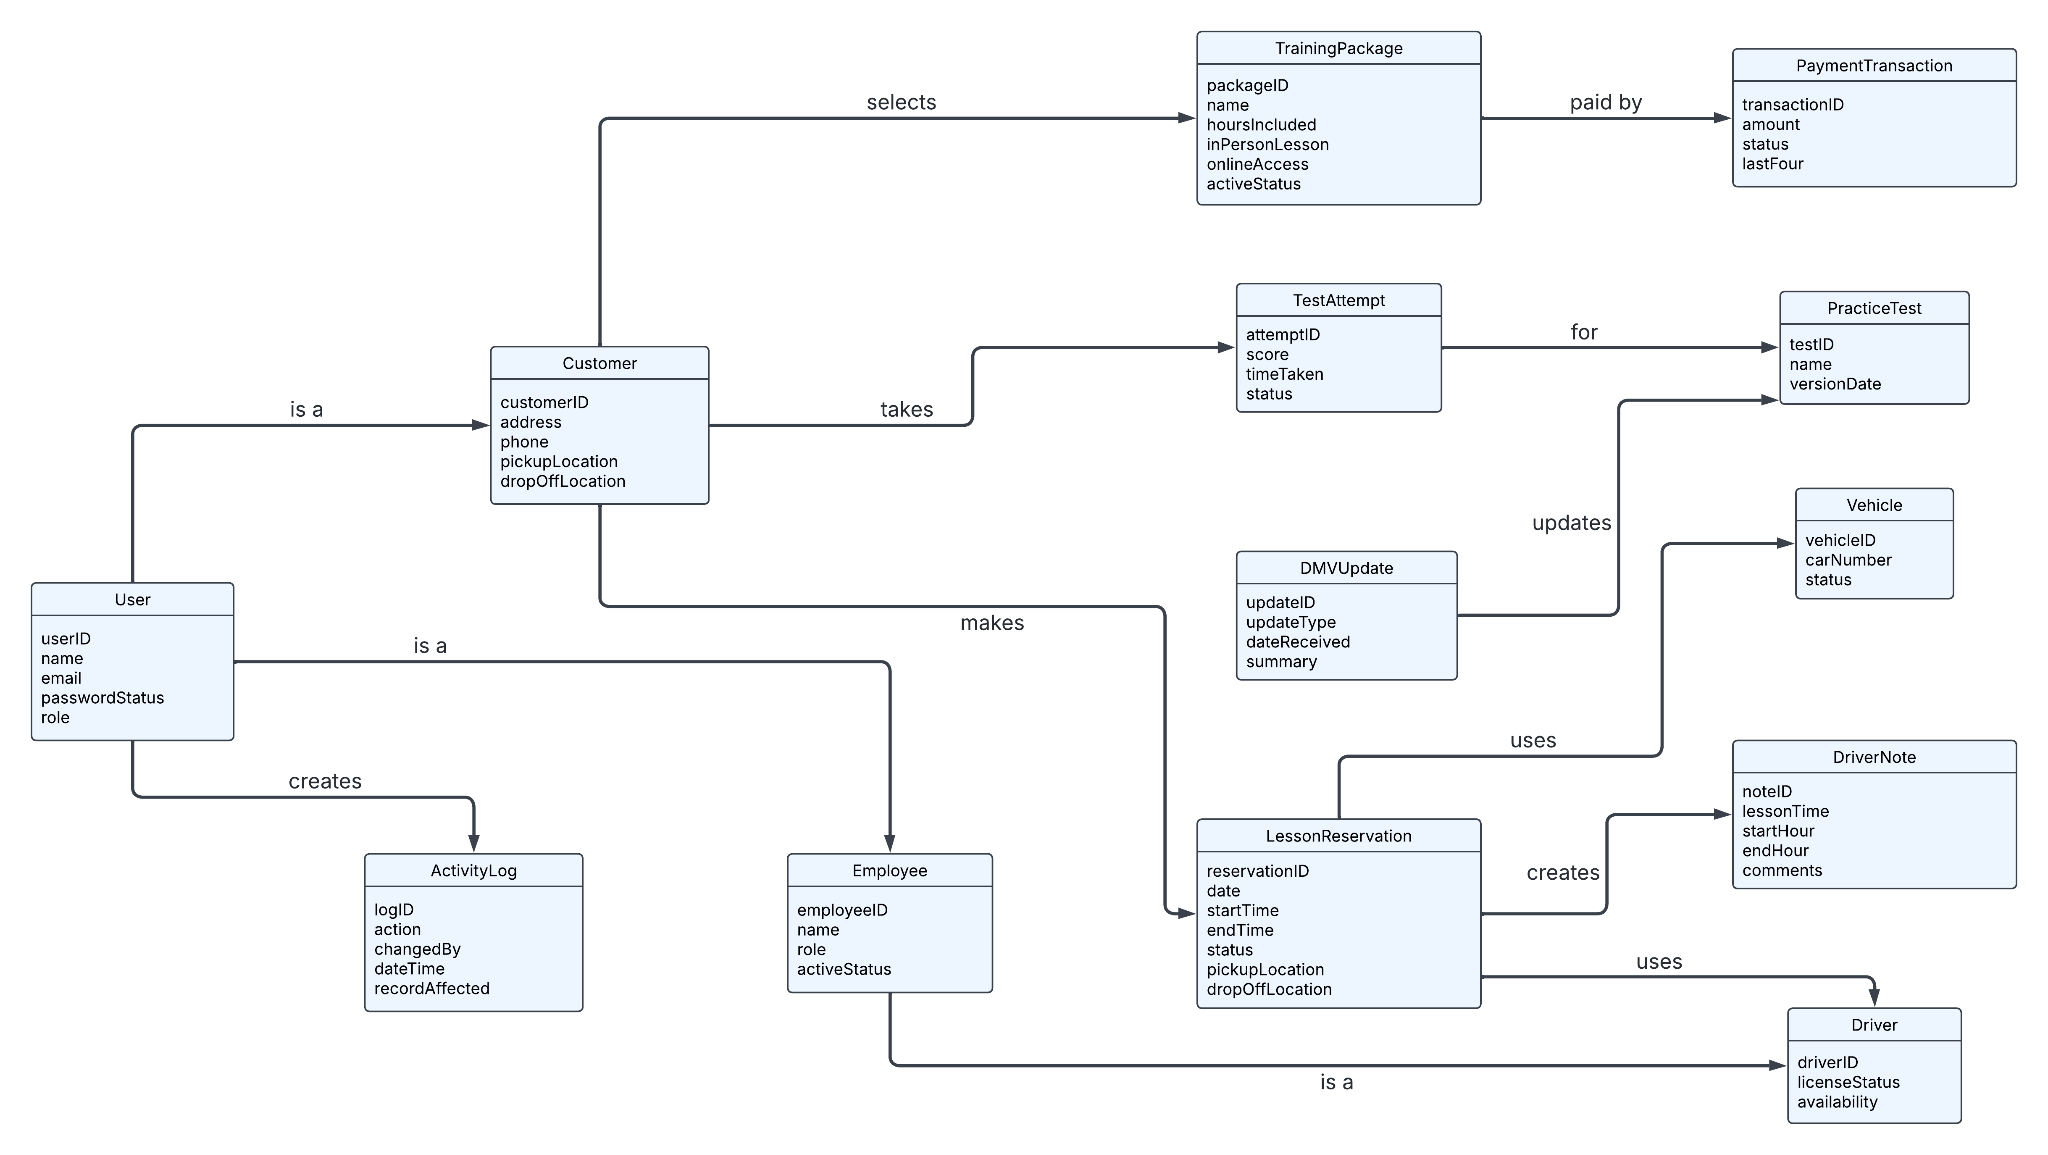 TrainingPackage
packageID
name
hoursIncluded
inPersonLesson
onlineAccess
activeStatus
selects
paid by
PaymentTransaction
transactionID
amount
status
lastFour
TestAttempt
attemptID
score
timeTaken
status
for
PracticeTest
testID
name
versionDate
Customer
customerID
address
phone
pickupLocation
dropOffLocation
is a
takes
updates
Vehicle
vehicleID
carNumber
status
DMVUpdate
updateID
updateType
dateReceived
summary
User
userID
name
email
passwordStatus
role
is a
makes
creates
uses
DriverNote
noteID
lessonTime
startHour
endHour
comments
ActivityLog
logID
action
changedBy
dateTime
recordAffected
Employee
employeeID
name
role
activeStatus
LessonReservation
reservationID
date
startTime
endTime
status
pickupLocation
dropOffLocation
creates
uses
Driver
driverID
licenseStatus
availability
is a